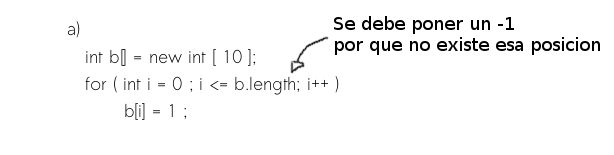 a)
Se debe poner un -1
por que no existe esa posicion
int b[] = new int [ 10 ];
for ( int i = 0 ; i <= b.length; i++ )
b[i] = 1 ;